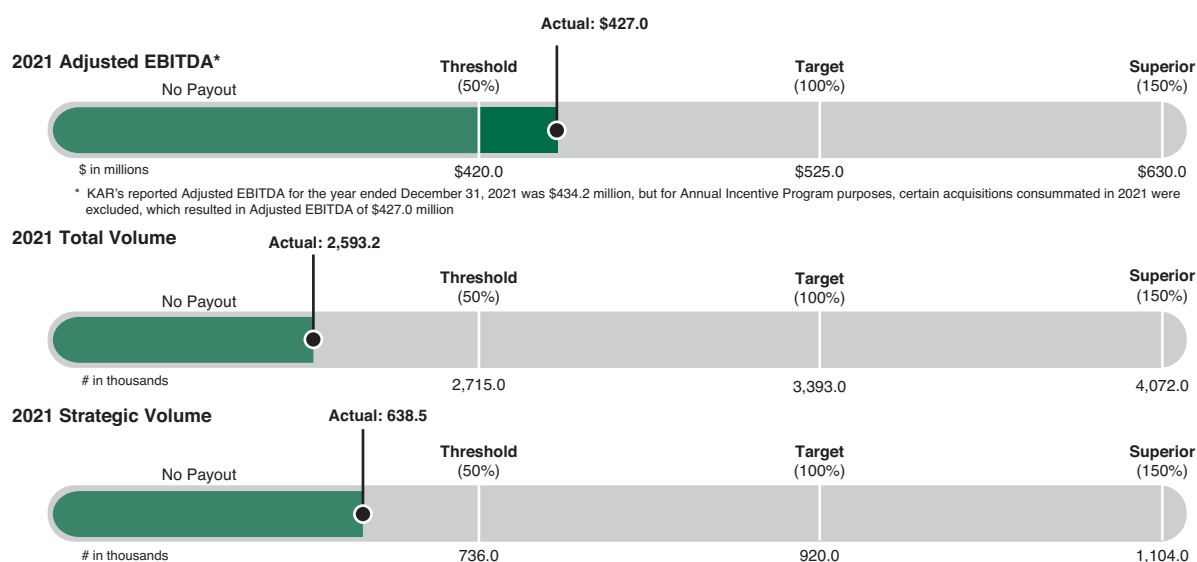 Actual: $427.0
2021 Adjusted EBITDA*
No Payout
Threshold
(50%)
Target
(100%)
Superior
(150%)
$ in millions
$420.0
$525.0
$630.0
* KAR's reported Adjusted EBITDA for the year ended December 31, 2021 was $434.2 million, but for Annual Incentive Program purposes, certain acquisitions consummated in 2021 were
excluded, which resulted in Adjusted EBITDA of $427.0 million
2021 Total Volume
Actual: 2,593.2
No Payout
Threshold
(50%)
Target
(100%)
Superior
(150%)
# in thousands
2,715.0
3,393.0
4,072.0
2021 Strategic Volume
Actual: 638.5
No Payout
Threshold
(50%)
Target
(100%)
Superior
(150%)
# in thousands
736.0
920.0
1,104.0